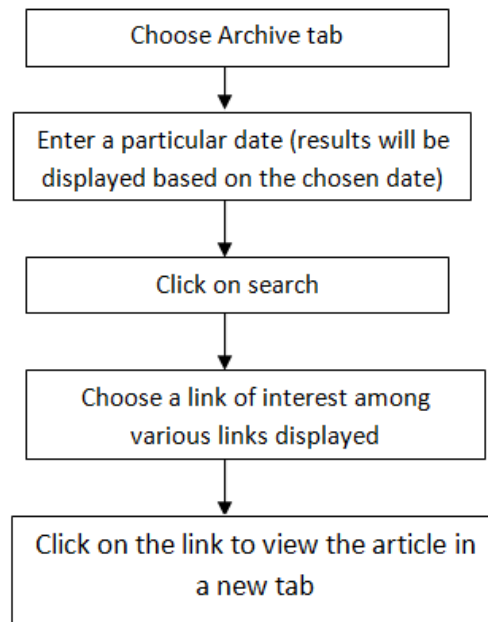 Choose Archive tab
Enter a particular date (results will be
displayed based on the chosen date)
Click on search
Choose a link of interest among
various links displayed
Click on the link to view the article in
a new tab